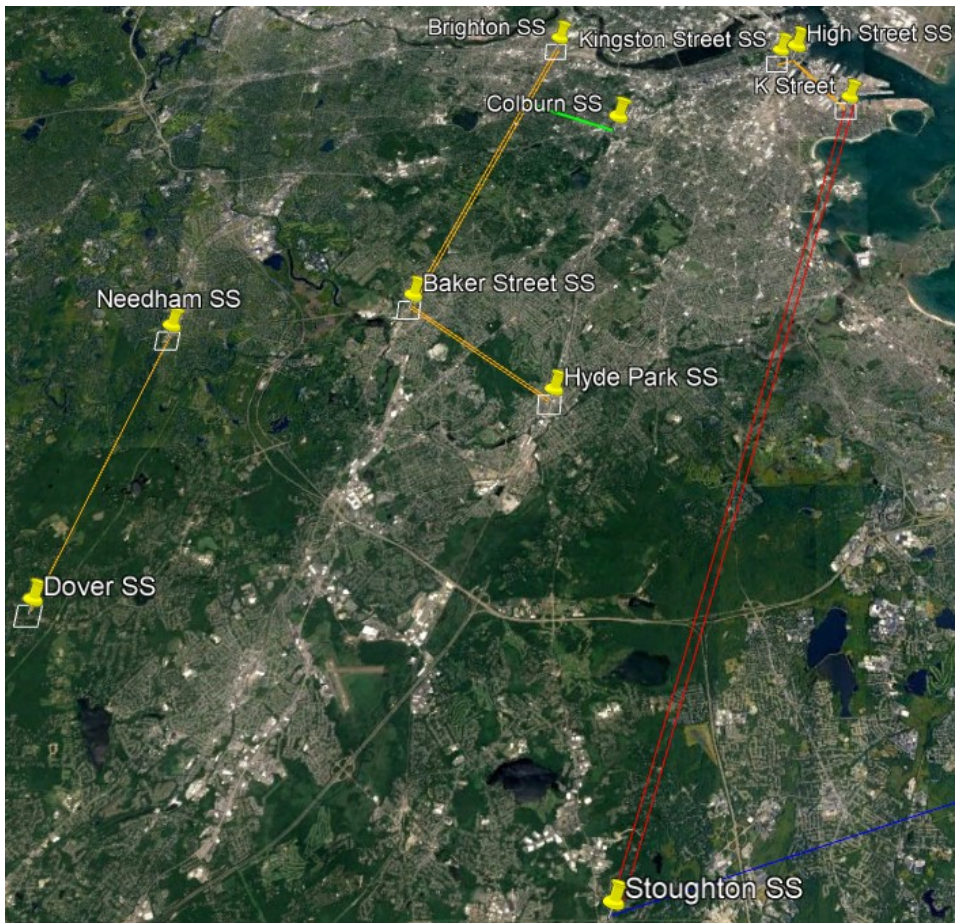 Brighton SS
Kingston Street SS
High Street SS
K Street
Colburn SS
Baker Street SS
Needham SS
Hyde Park SS
Dover SS
Stoughton SS